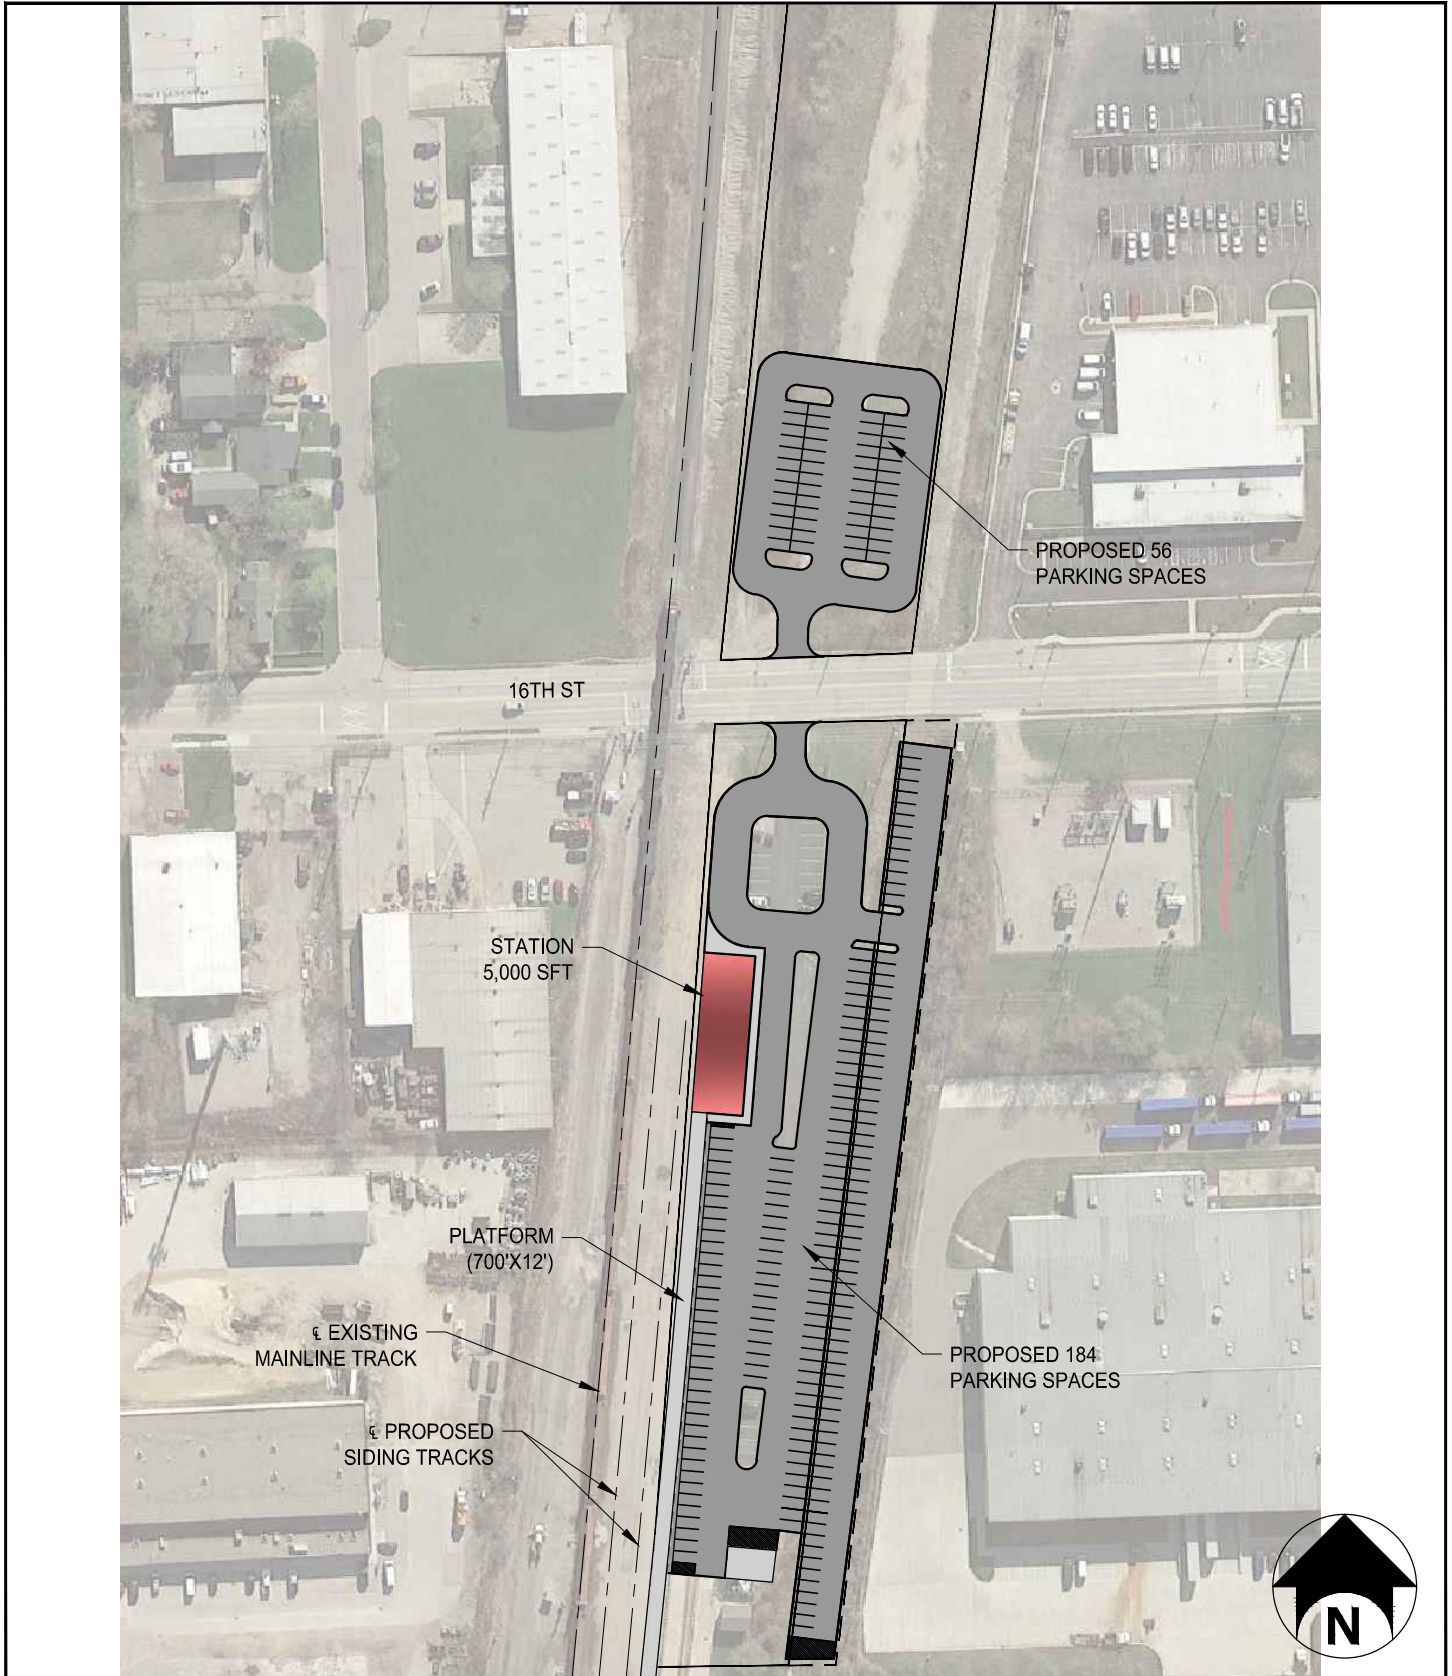 PROPOSED 56
PARKING SPACES
16TH ST
STATION
5,000 SFT
PLATFORM
(700'X12')
℄ EXISTING
MAINLINE TRACK
PROPOSED 184
PARKING SPACES
℄ PROPOSED
SIDING TRACKS
N